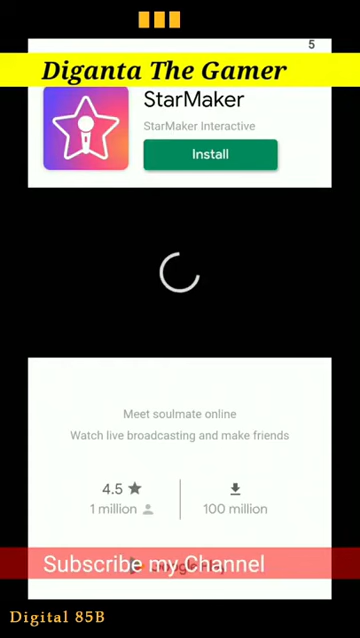 5
Diganta The Gamer
StarMaker
StarMaker Interactive
Install
Meet soulmate online
Watch live broadcasting and make friends
4.5 ★
1 million
100 million
Subscribe my Channel
Digital 85B